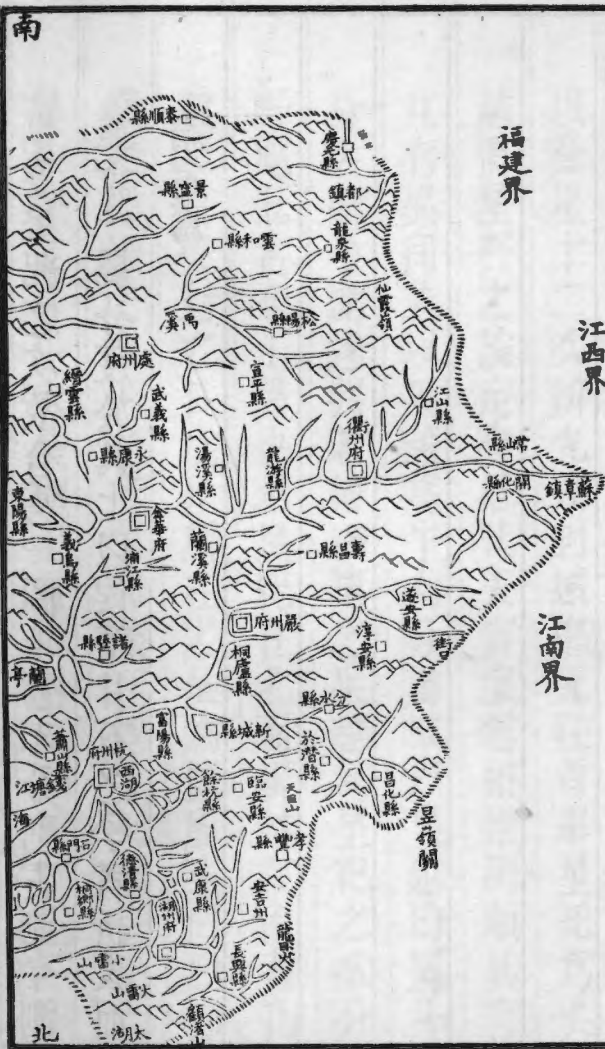 南
福建界
江西界
江南界
泰順縣
慶元縣
景寧縣
都鎮
雲和縣
龍泉縣
仙霞嶺
松陽縣
處州府
宣平縣
江山縣
縉雲縣
武義縣
永康縣
湯溪縣
龍游縣
衢州府
常山縣
開化縣
蘇章鎮
東陽縣
義烏縣
金華府
浦江縣
蘭溪縣
壽昌縣
嚴州府
遂安縣
淳安縣
街口
諸暨縣
蘭亭
桐廬縣
分水縣
富陽縣
新城縣
於潛縣
昌化縣
昱嶺關
蕭山縣
杭州府
西湖
錢塘江
海
餘杭縣
臨安縣
天目山
孝豐縣
石門縣
德清縣
武康縣
安吉州
桐鄉縣
湖州府
長興縣
小雷山
大雷山
太湖
顧渚山
北